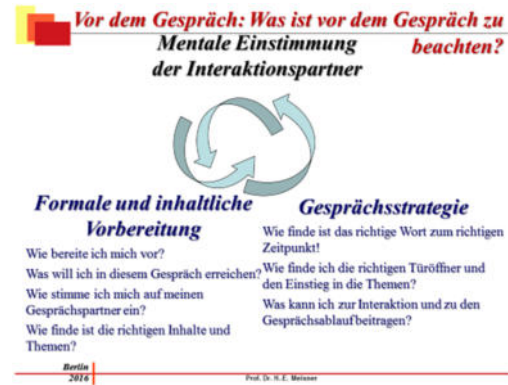 Vor dem Gespräch: Was ist vor dem Gespräch zu
beachten?
Mentale Einstimmung
der Interaktionspartner
Formale und inhaltliche
Vorbereitung
Wie bereite ich mich vor?
Was will ich in diesem Gespräch erreichen?
Wie stimme ich mich auf meinen
Gesprächspartner ein?
Wie finde ist die richtigen Inhalte und
Themen?
Gesprächsstrategie
Wie finde ist das richtige Wort zum richtigen
Zeitpunkt!
Wie finde ich die richtigen Türöffner und
den Einstieg in die Themen?
Was kann ich zur Interaktion und zu den
Gesprächsablauf beitragen?
Berlin
2016
Prof. Dr. H.-E. Meixner